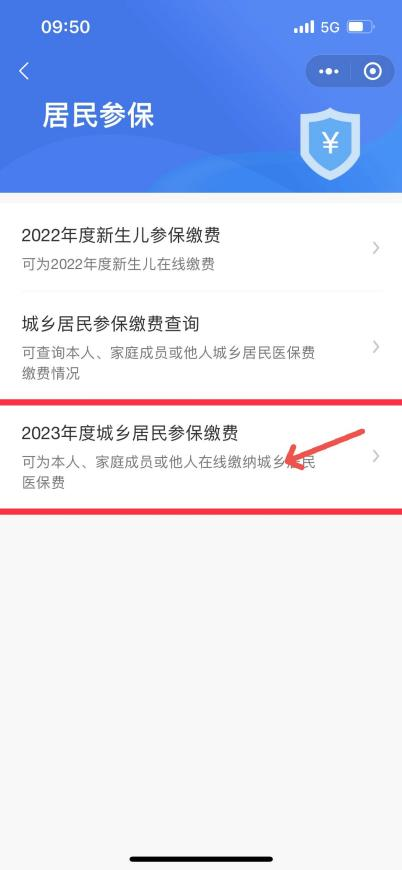 09:50
5G
居民参保
¥
2022年度新生儿参保缴费
可为2022年度新生儿在线缴费
城乡居民参保缴费查询
可查询本人、家庭成员或他人城乡居民医保费
缴费情况
2023年度城乡居民参保缴费
可为本人、家庭成员或他人在线缴纳城乡居民
医保费